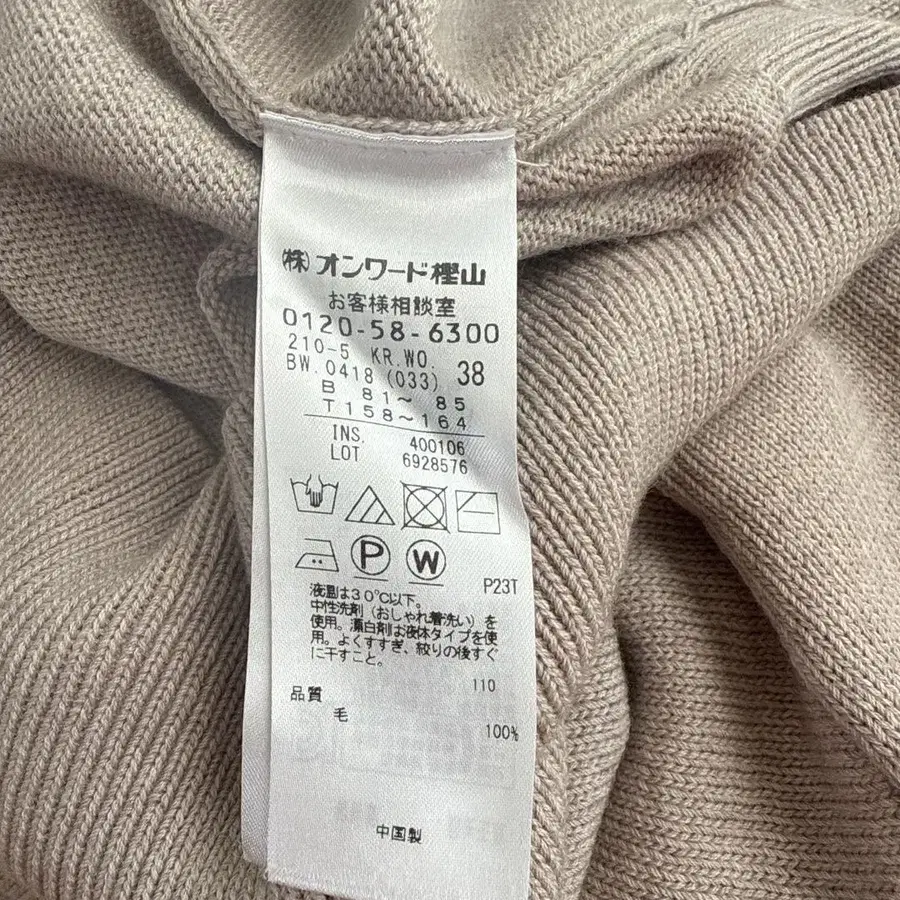 ㈱オンワード樫山
お客様相談室
0120-58-6300
210-5 KR.WO. 38
BW.0418 (033)
B 81～ 85
T 158～164
INS. 400106
LOT 6928576
P W
P23T
液温は30℃以下。
中性洗剤（おしゃれ着洗い）を
使用。漂白剤は液体タイプを使
用。よくすすぎ、絞りの後すぐ
に干すこと。
110
品質
毛 100%
中国製